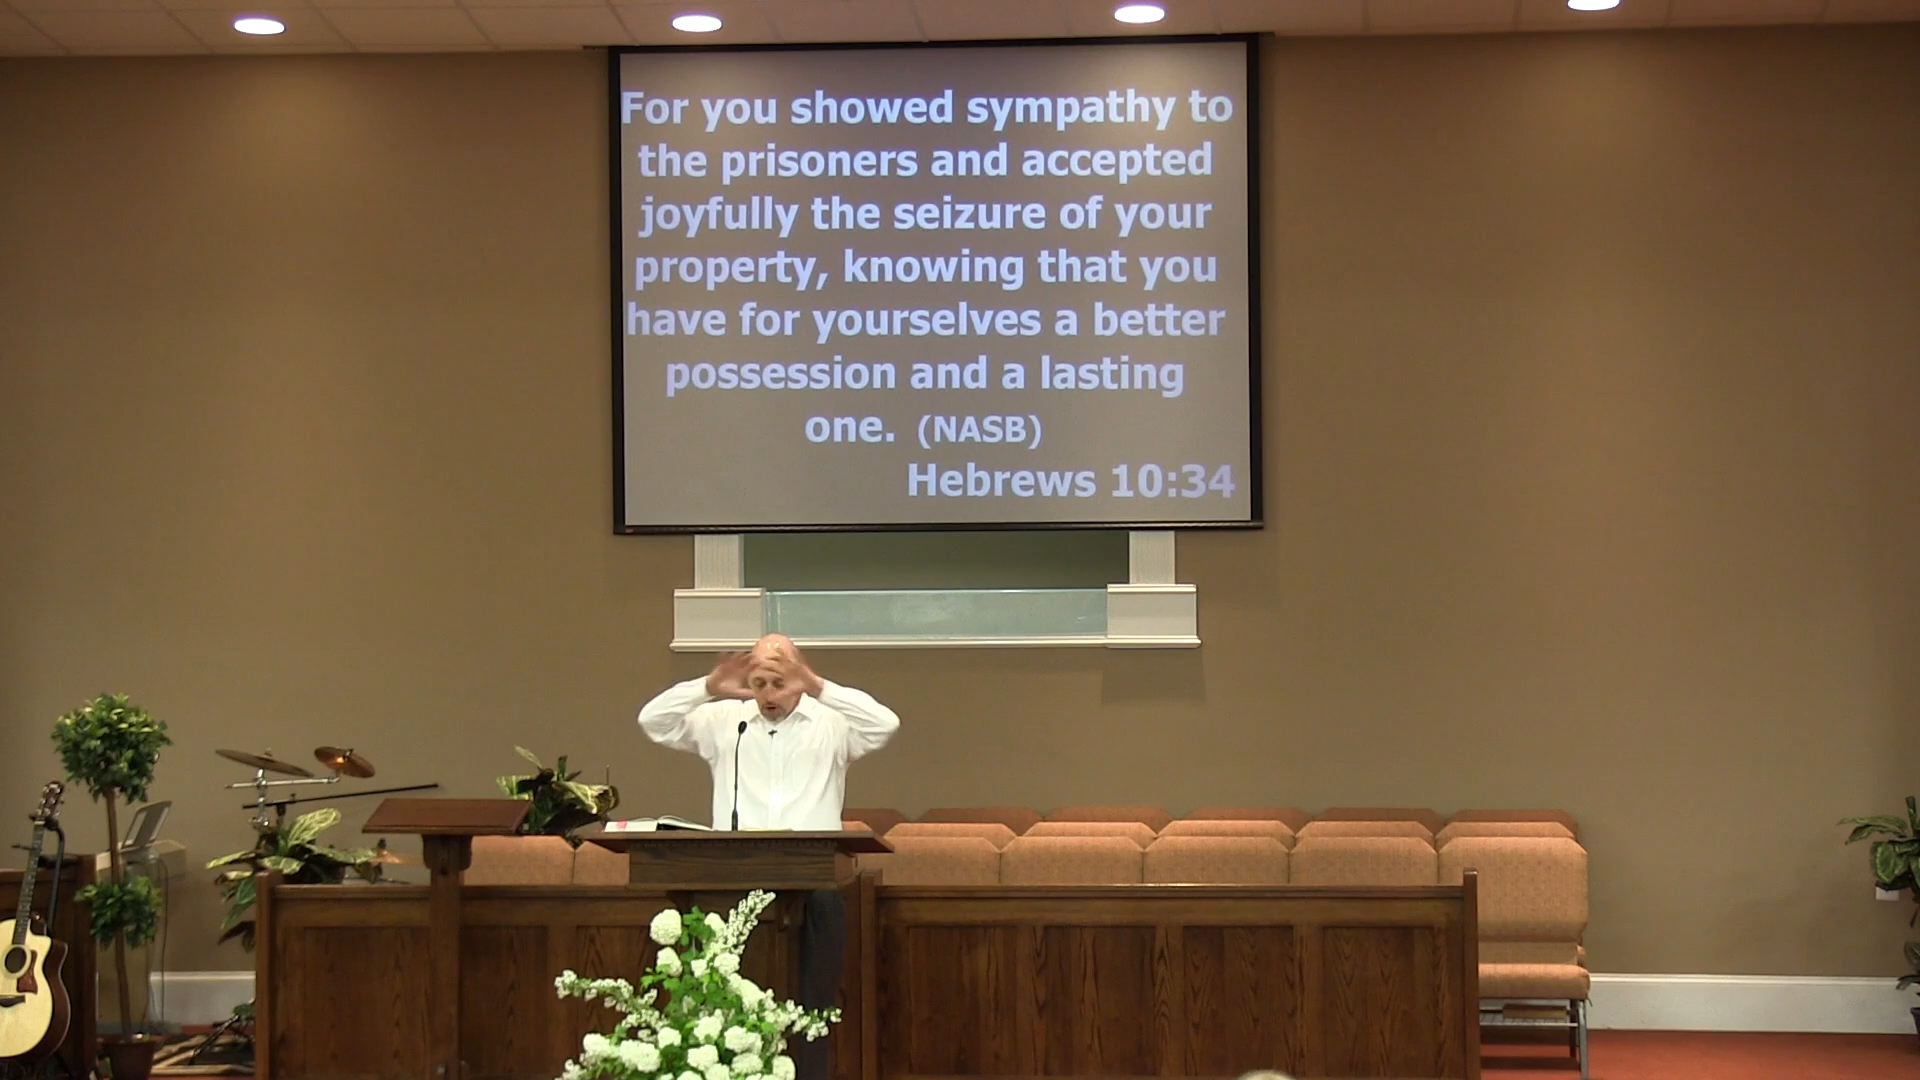 For you showed sympathy to
the prisoners and accepted
joyfully the seizure of your
property, knowing that you
have for yourselves a better
possession and a lasting
one. (NASB)
Hebrews 10:34